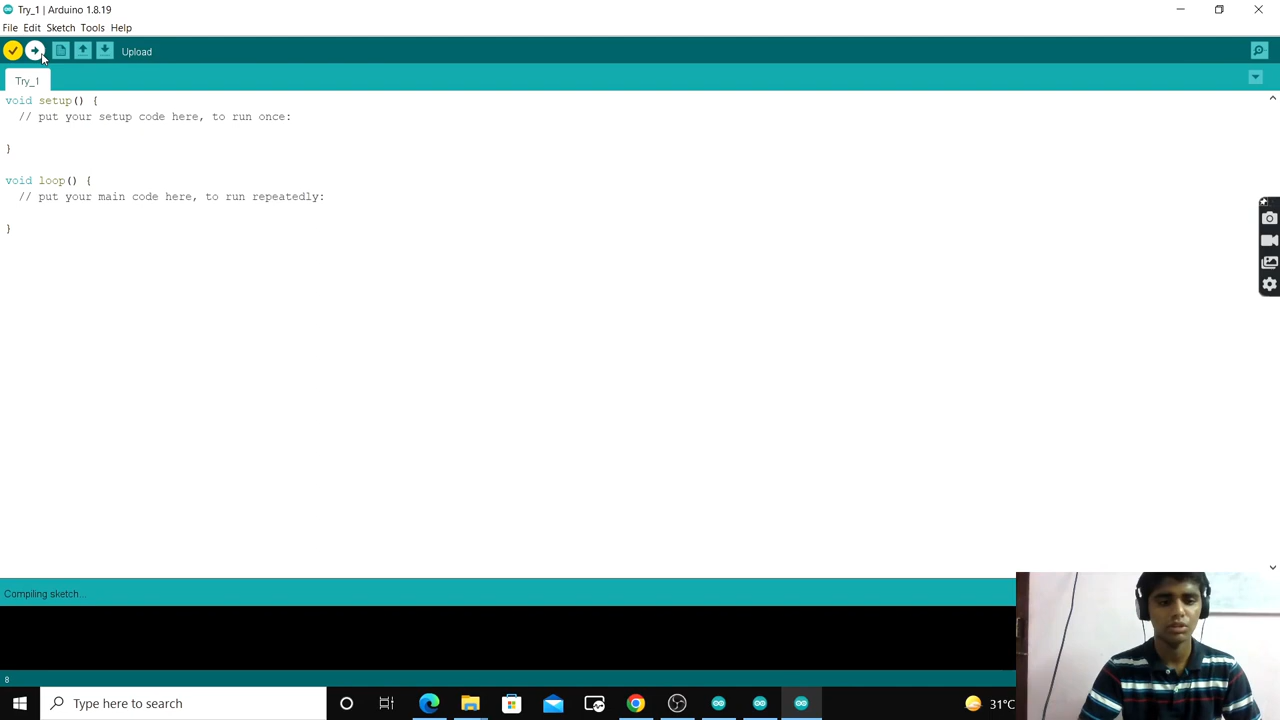 Try_1 | Arduino 1.8.19
File Edit Sketch Tools Help
Upload
Try_1
void setup() {
  // put your setup code here, to run once:
}
void loop() {
  // put your main code here, to run repeatedly:
}
Compiling sketch...
8
Type here to search
31°C